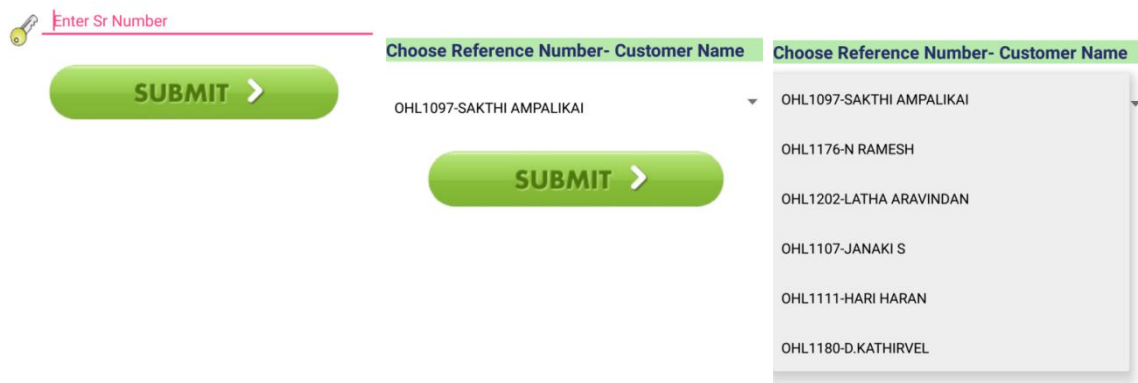 Enter Sr Number
SUBMIT
Choose Reference Number- Customer Name
OHL1097-SAKTHI AMPALIKAI
SUBMIT
Choose Reference Number- Customer Name
OHL1097-SAKTHI AMPALIKAI
OHL1176-N RAMESH
OHL1202-LATHA ARAVINDAN
OHL1107-JANAKI S
OHL1111-HARI HARAN
OHL1180-D.KATHIRVEL